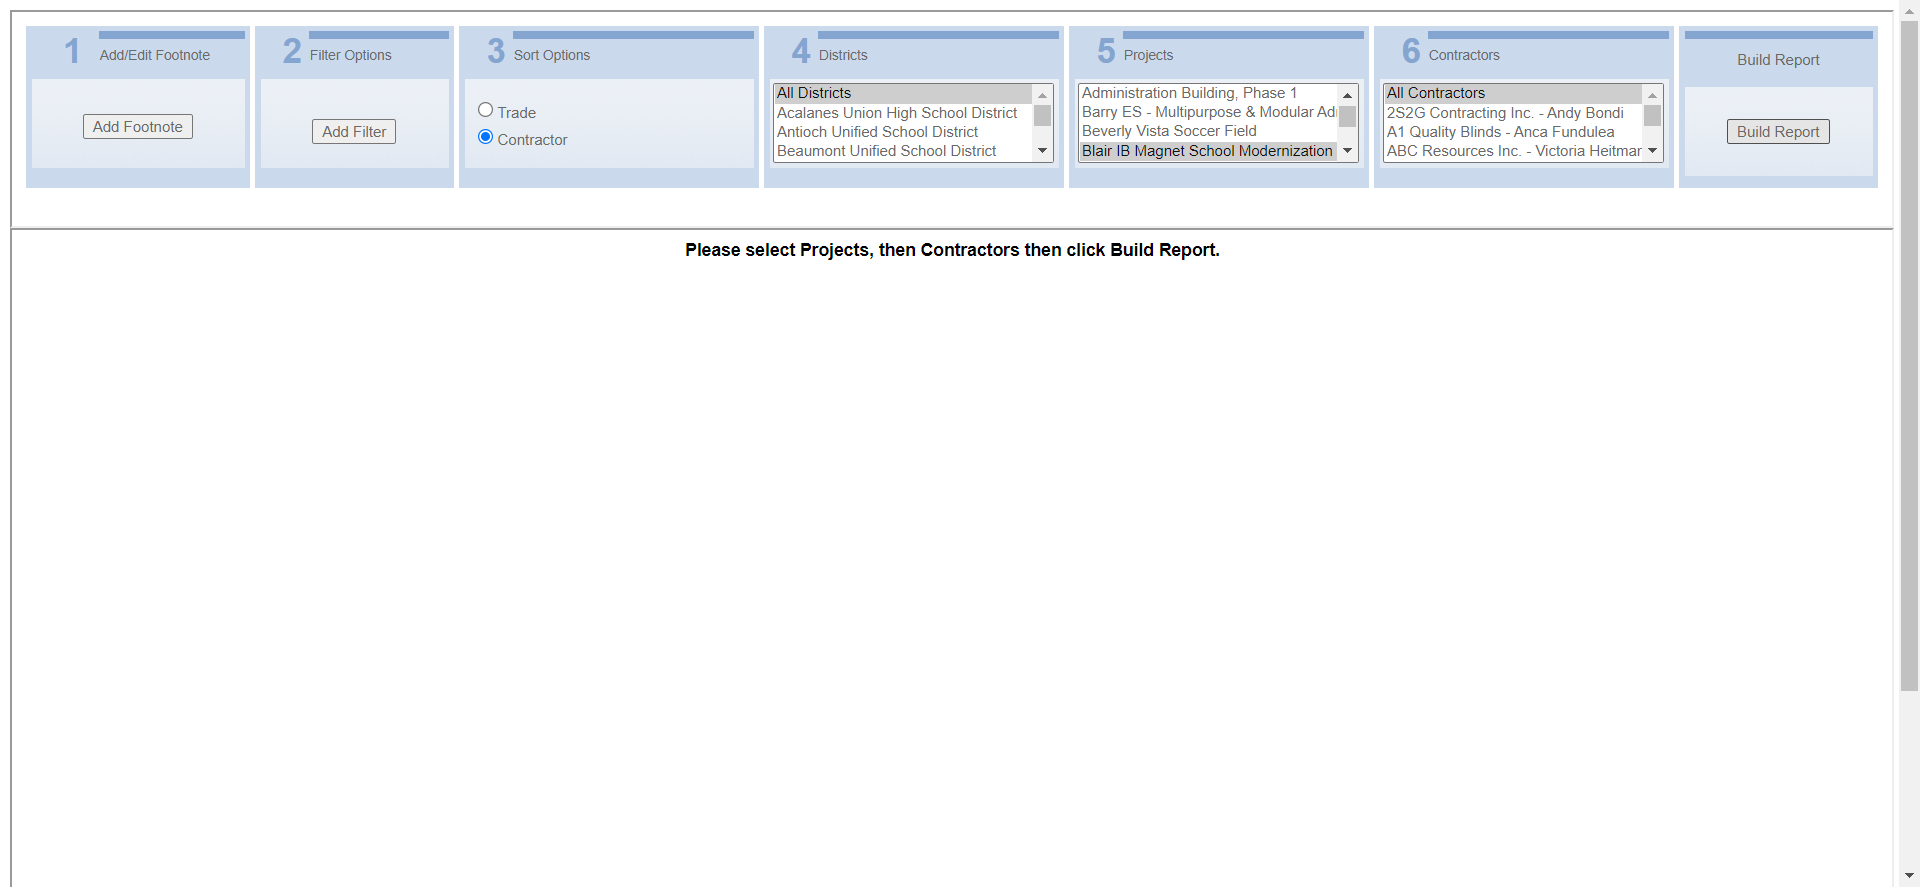 1 Add/Edit Footnote
Add Footnote
2 Filter Options
Add Filter
3 Sort Options
Trade
Contractor
4 Districts
All Districts
Acalanes Union High School District
Antioch Unified School District
Beaumont Unified School District
5 Projects
Administration Building, Phase 1
Barry ES - Multipurpose & Modular Ad
Beverly Vista Soccer Field
Blair IB Magnet School Modernization
6 Contractors
All Contractors
2S2G Contracting Inc. - Andy Bondi
A1 Quality Blinds - Anca Fundulea
ABC Resources Inc. - Victoria Heitmar
Build Report
Build Report
Please select Projects, then Contractors then click Build Report.